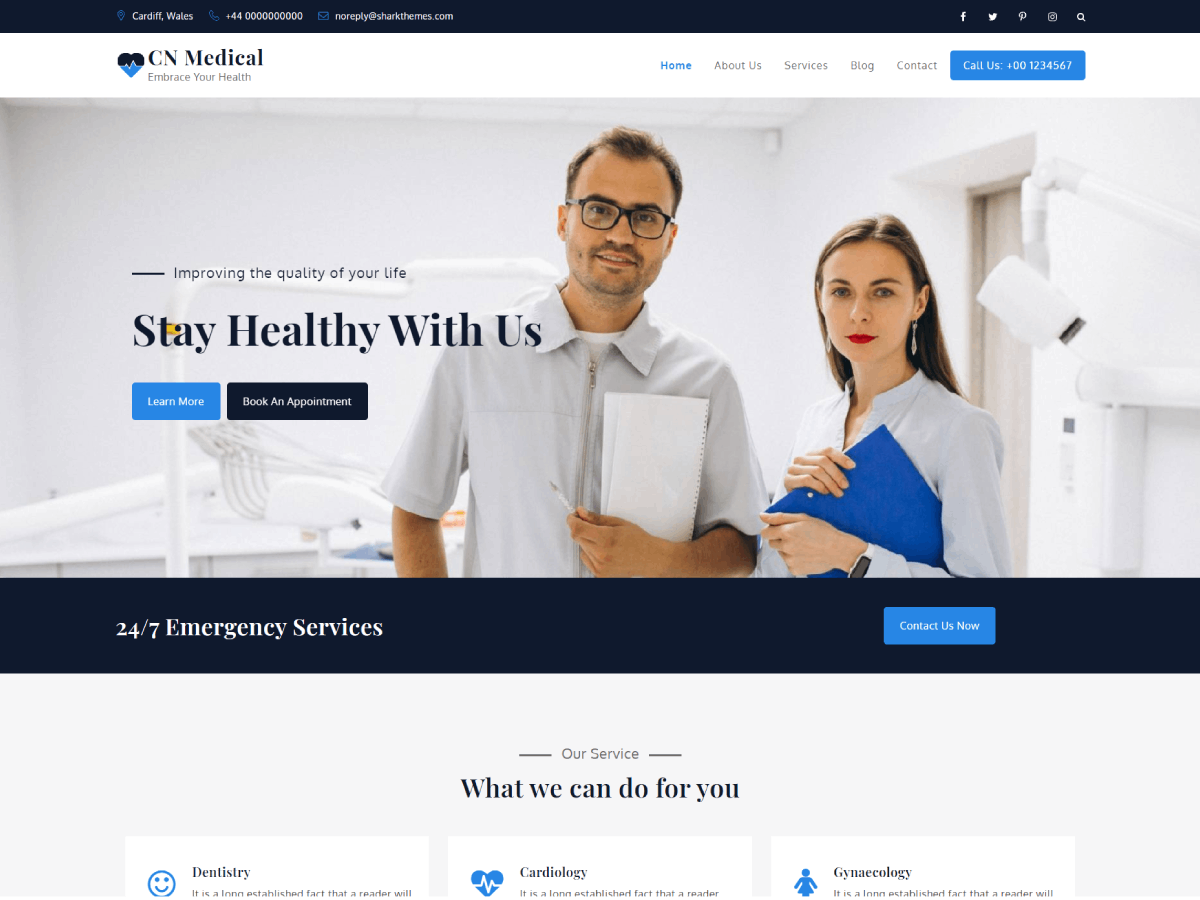 Cardiff, Wales +44 0000000000 noreply@sharkthemes.com
CN Medical
Embrace Your Health
Home About Us Services Blog Contact Call Us: +00 1234567
Improving the quality of your life
Stay Healthy With Us
Learn More Book An Appointment
24/7 Emergency Services
Contact Us Now
Our Service
What we can do for you
Dentistry Cardiology Gynaecology
It is a long established fact that a reader will It is a long established fact that a reader It is a long established fact that a reader will